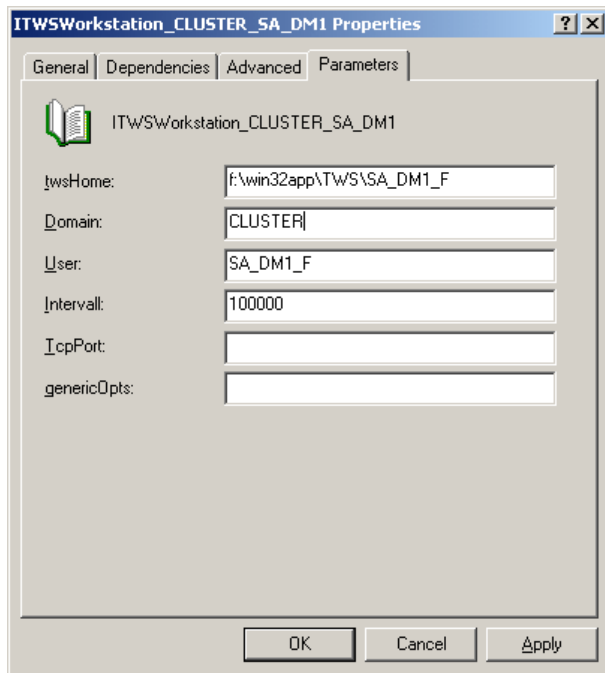 ITWSWorkstation_CLUSTER_SA_DM1 Properties
General Dependencies Advanced Parameters
ITWSWorkstation_CLUSTER_SA_DM1
twsHome: f:\win32app\TWS\SA_DM1_F
Domain: CLUSTER
User: SA_DM1_F
Intervall: 100000
TcpPort:
genericOpts:
OK Cancel Apply